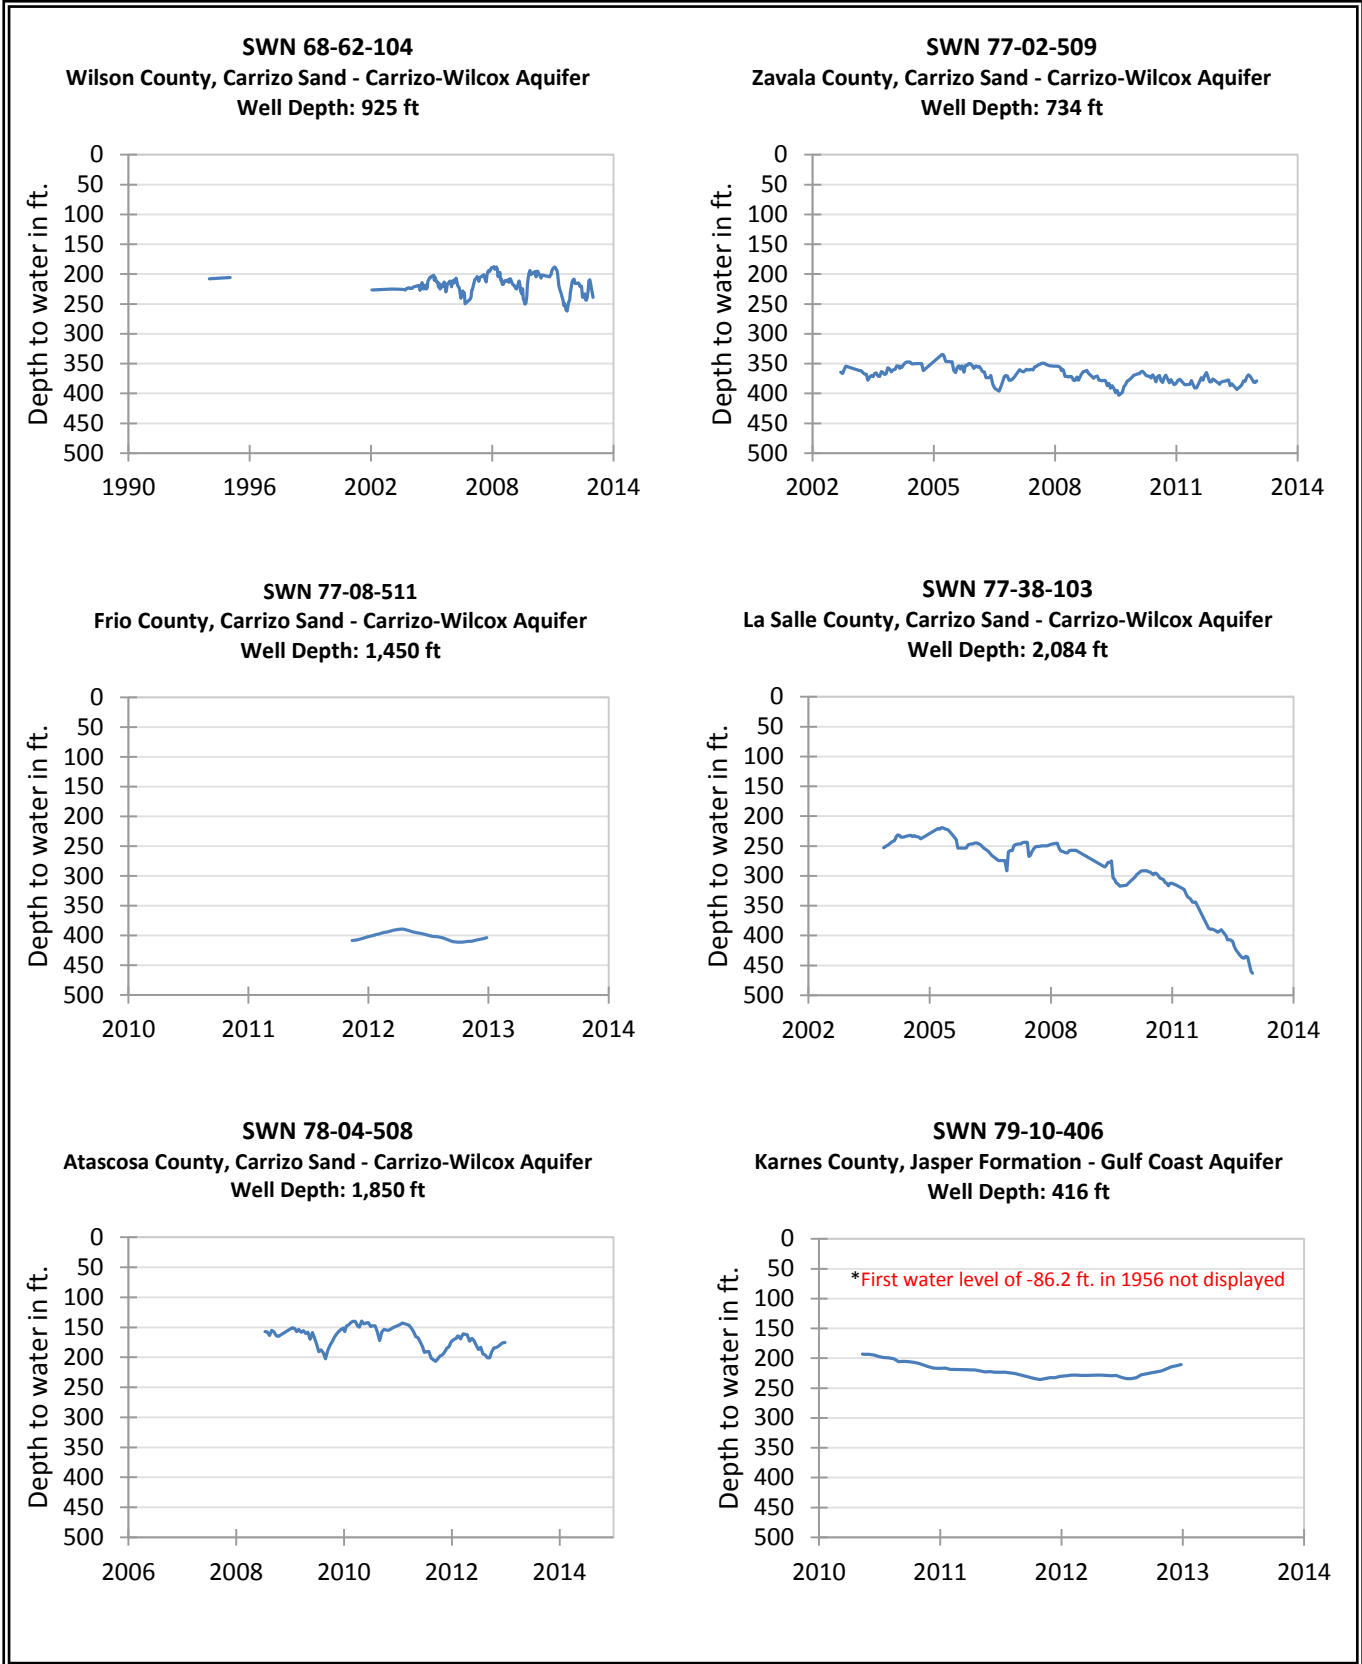 SWN 68-62-104
Wilson County, Carrizo Sand - Carrizo-Wilcox Aquifer
Well Depth: 925 ft
Depth to water in ft.
0
50
100
150
200
250
300
350
400
450
500
1990 1996 2002 2008 2014
SWN 77-02-509
Zavala County, Carrizo Sand - Carrizo-Wilcox Aquifer
Well Depth: 734 ft
Depth to water in ft.
0
50
100
150
200
250
300
350
400
450
500
2002 2005 2008 2011 2014
SWN 77-08-511
Frio County, Carrizo Sand - Carrizo-Wilcox Aquifer
Well Depth: 1,450 ft
Depth to water in ft.
0
50
100
150
200
250
300
350
400
450
500
2010 2011 2012 2013 2014
SWN 77-38-103
La Salle County, Carrizo Sand - Carrizo-Wilcox Aquifer
Well Depth: 2,084 ft
Depth to water in ft.
0
50
100
150
200
250
300
350
400
450
500
2002 2005 2008 2011 2014
SWN 78-04-508
Atascosa County, Carrizo Sand - Carrizo-Wilcox Aquifer
Well Depth: 1,850 ft
Depth to water in ft.
0
50
100
150
200
250
300
350
400
450
500
2006 2008 2010 2012 2014
SWN 79-10-406
Karnes County, Jasper Formation - Gulf Coast Aquifer
Well Depth: 416 ft
Depth to water in ft.
0
50
100
150
200
250
300
350
400
450
500
*First water level of -86.2 ft. in 1956 not displayed
2010 2011 2012 2013 2014